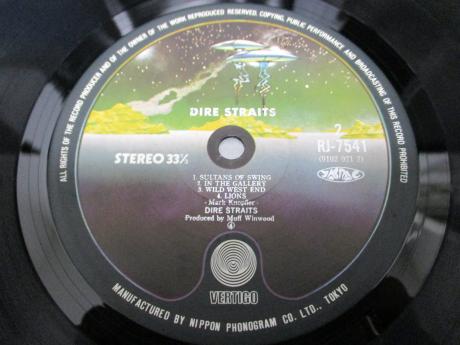 ALL RIGHTS OF THE RECORD PRODUCER AND OF THE OWNER OF THE WORK REPRODUCED RESERVED. COPYING, PUBLIC PERFORMANCE AND BROADCASTING OF THIS RECORD PROHIBITED
DIRE STRAITS
2
RJ-7541
(9102 021 2)
STEREO 33⅓
1. SULTANS OF SWING
2. IN THE GALLERY
3. WILD WEST END
4. LIONS
-Mark Knopfler-
DIRE STRAITS
Produced by Muff Winwood
VERTIGO
MANUFACTURED BY NIPPON PHONOGRAM CO. LTD., TOKYO